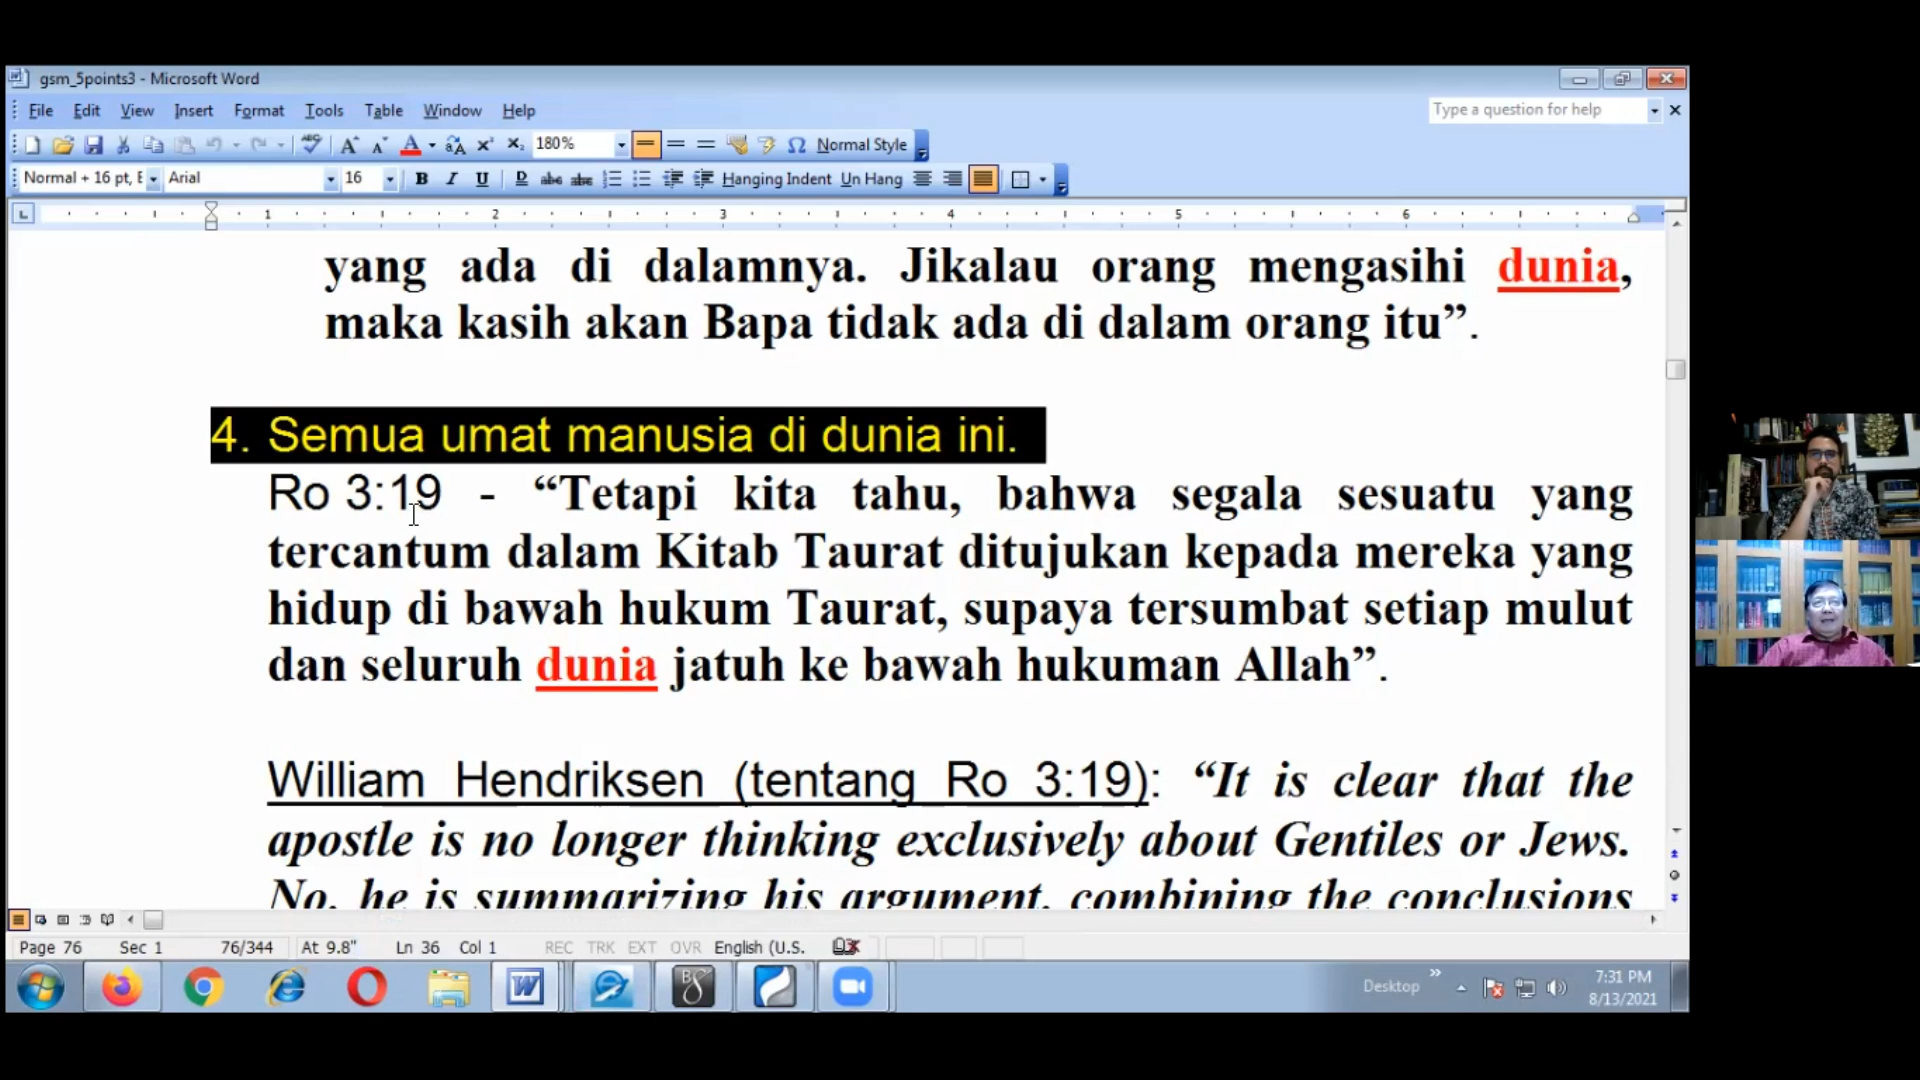 gsm_5points3 - Microsoft Word
File Edit View Insert Format Tools Table Window Help
Type a question for help
180% Normal Style
Normal + 16 pt, Arial 16 B I U Hanging Indent Un Hang
1 2 3 4 5 6
yang ada di dalamnya. Jikalau orang mengasihi dunia,
maka kasih akan Bapa tidak ada di dalam orang itu”.
4. Semua umat manusia di dunia ini.
Ro 3:19 - “Tetapi kita tahu, bahwa segala sesuatu yang
tercantum dalam Kitab Taurat ditujukan kepada mereka yang
hidup di bawah hukum Taurat, supaya tersumbat setiap mulut
dan seluruh dunia jatuh ke bawah hukuman Allah”.
William Hendriksen (tentang Ro 3:19): “It is clear that the
apostle is no longer thinking exclusively about Gentiles or Jews.
No, he is summarizing his argument, combining the conclusions
Page 76 Sec 1 76/344 At 9.8" Ln 36 Col 1 REC TRK EXT OVR English (U.S.
Desktop
7:31 PM
8/13/2021